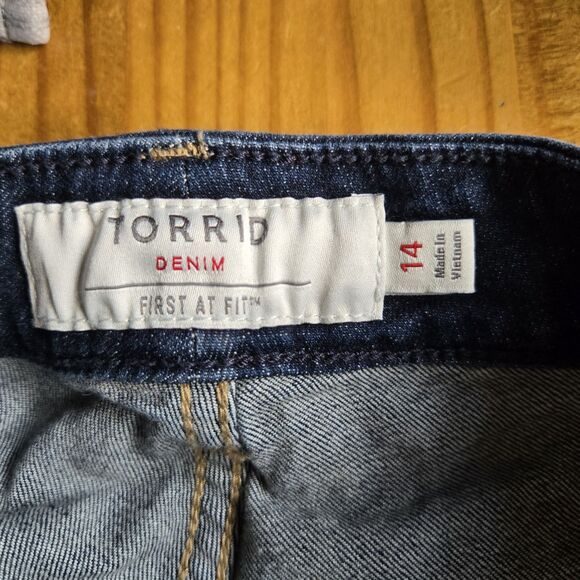 TORRID
DENIM
FIRST AT FIT™
14
Made In
Vietnam